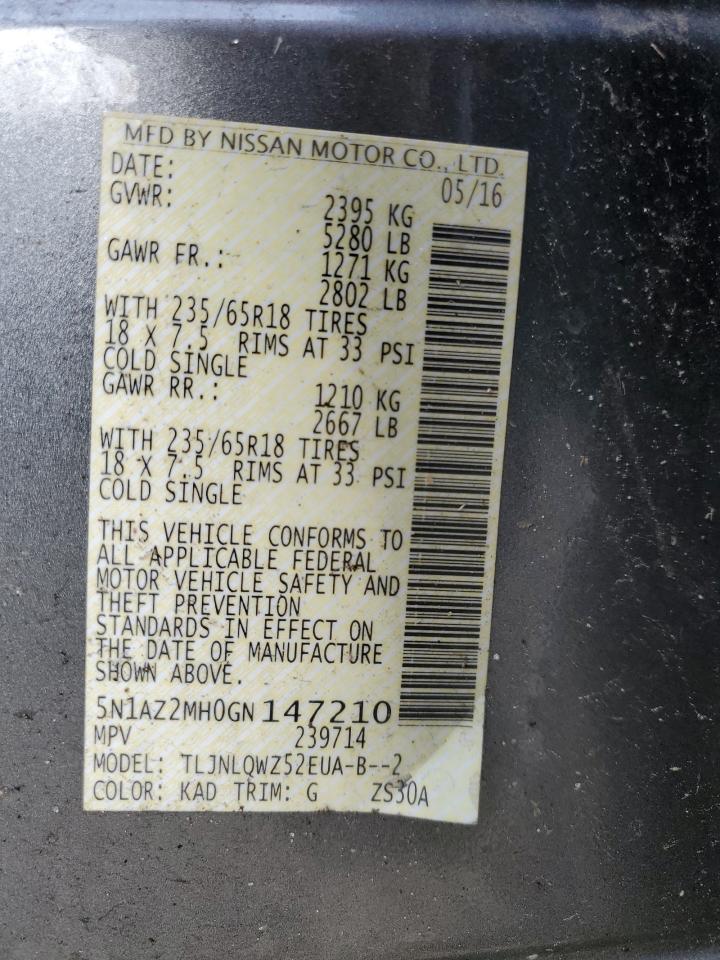 MFD BY NISSAN MOTOR CO., LTD.
DATE: 05/16
GVWR: 2395 KG
5280 LB
GAWR FR.: 1271 KG
2802 LB
WITH 235/65R18 TIRES
18 X 7.5 RIMS AT 33 PSI
COLD SINGLE
GAWR RR.: 1210 KG
2667 LB
WITH 235/65R18 TIRES
18 X 7.5 RIMS AT 33 PSI
COLD SINGLE
THIS VEHICLE CONFORMS TO
ALL APPLICABLE FEDERAL
MOTOR VEHICLE SAFETY AND
THEFT PREVENTION
STANDARDS IN EFFECT ON
THE DATE OF MANUFACTURE
SHOWN ABOVE.
5N1AZ2MH0GN147210
MPV 239714
MODEL: TLJNLQWZ52EUA-B--2
COLOR: KAD TRIM: G ZS30A